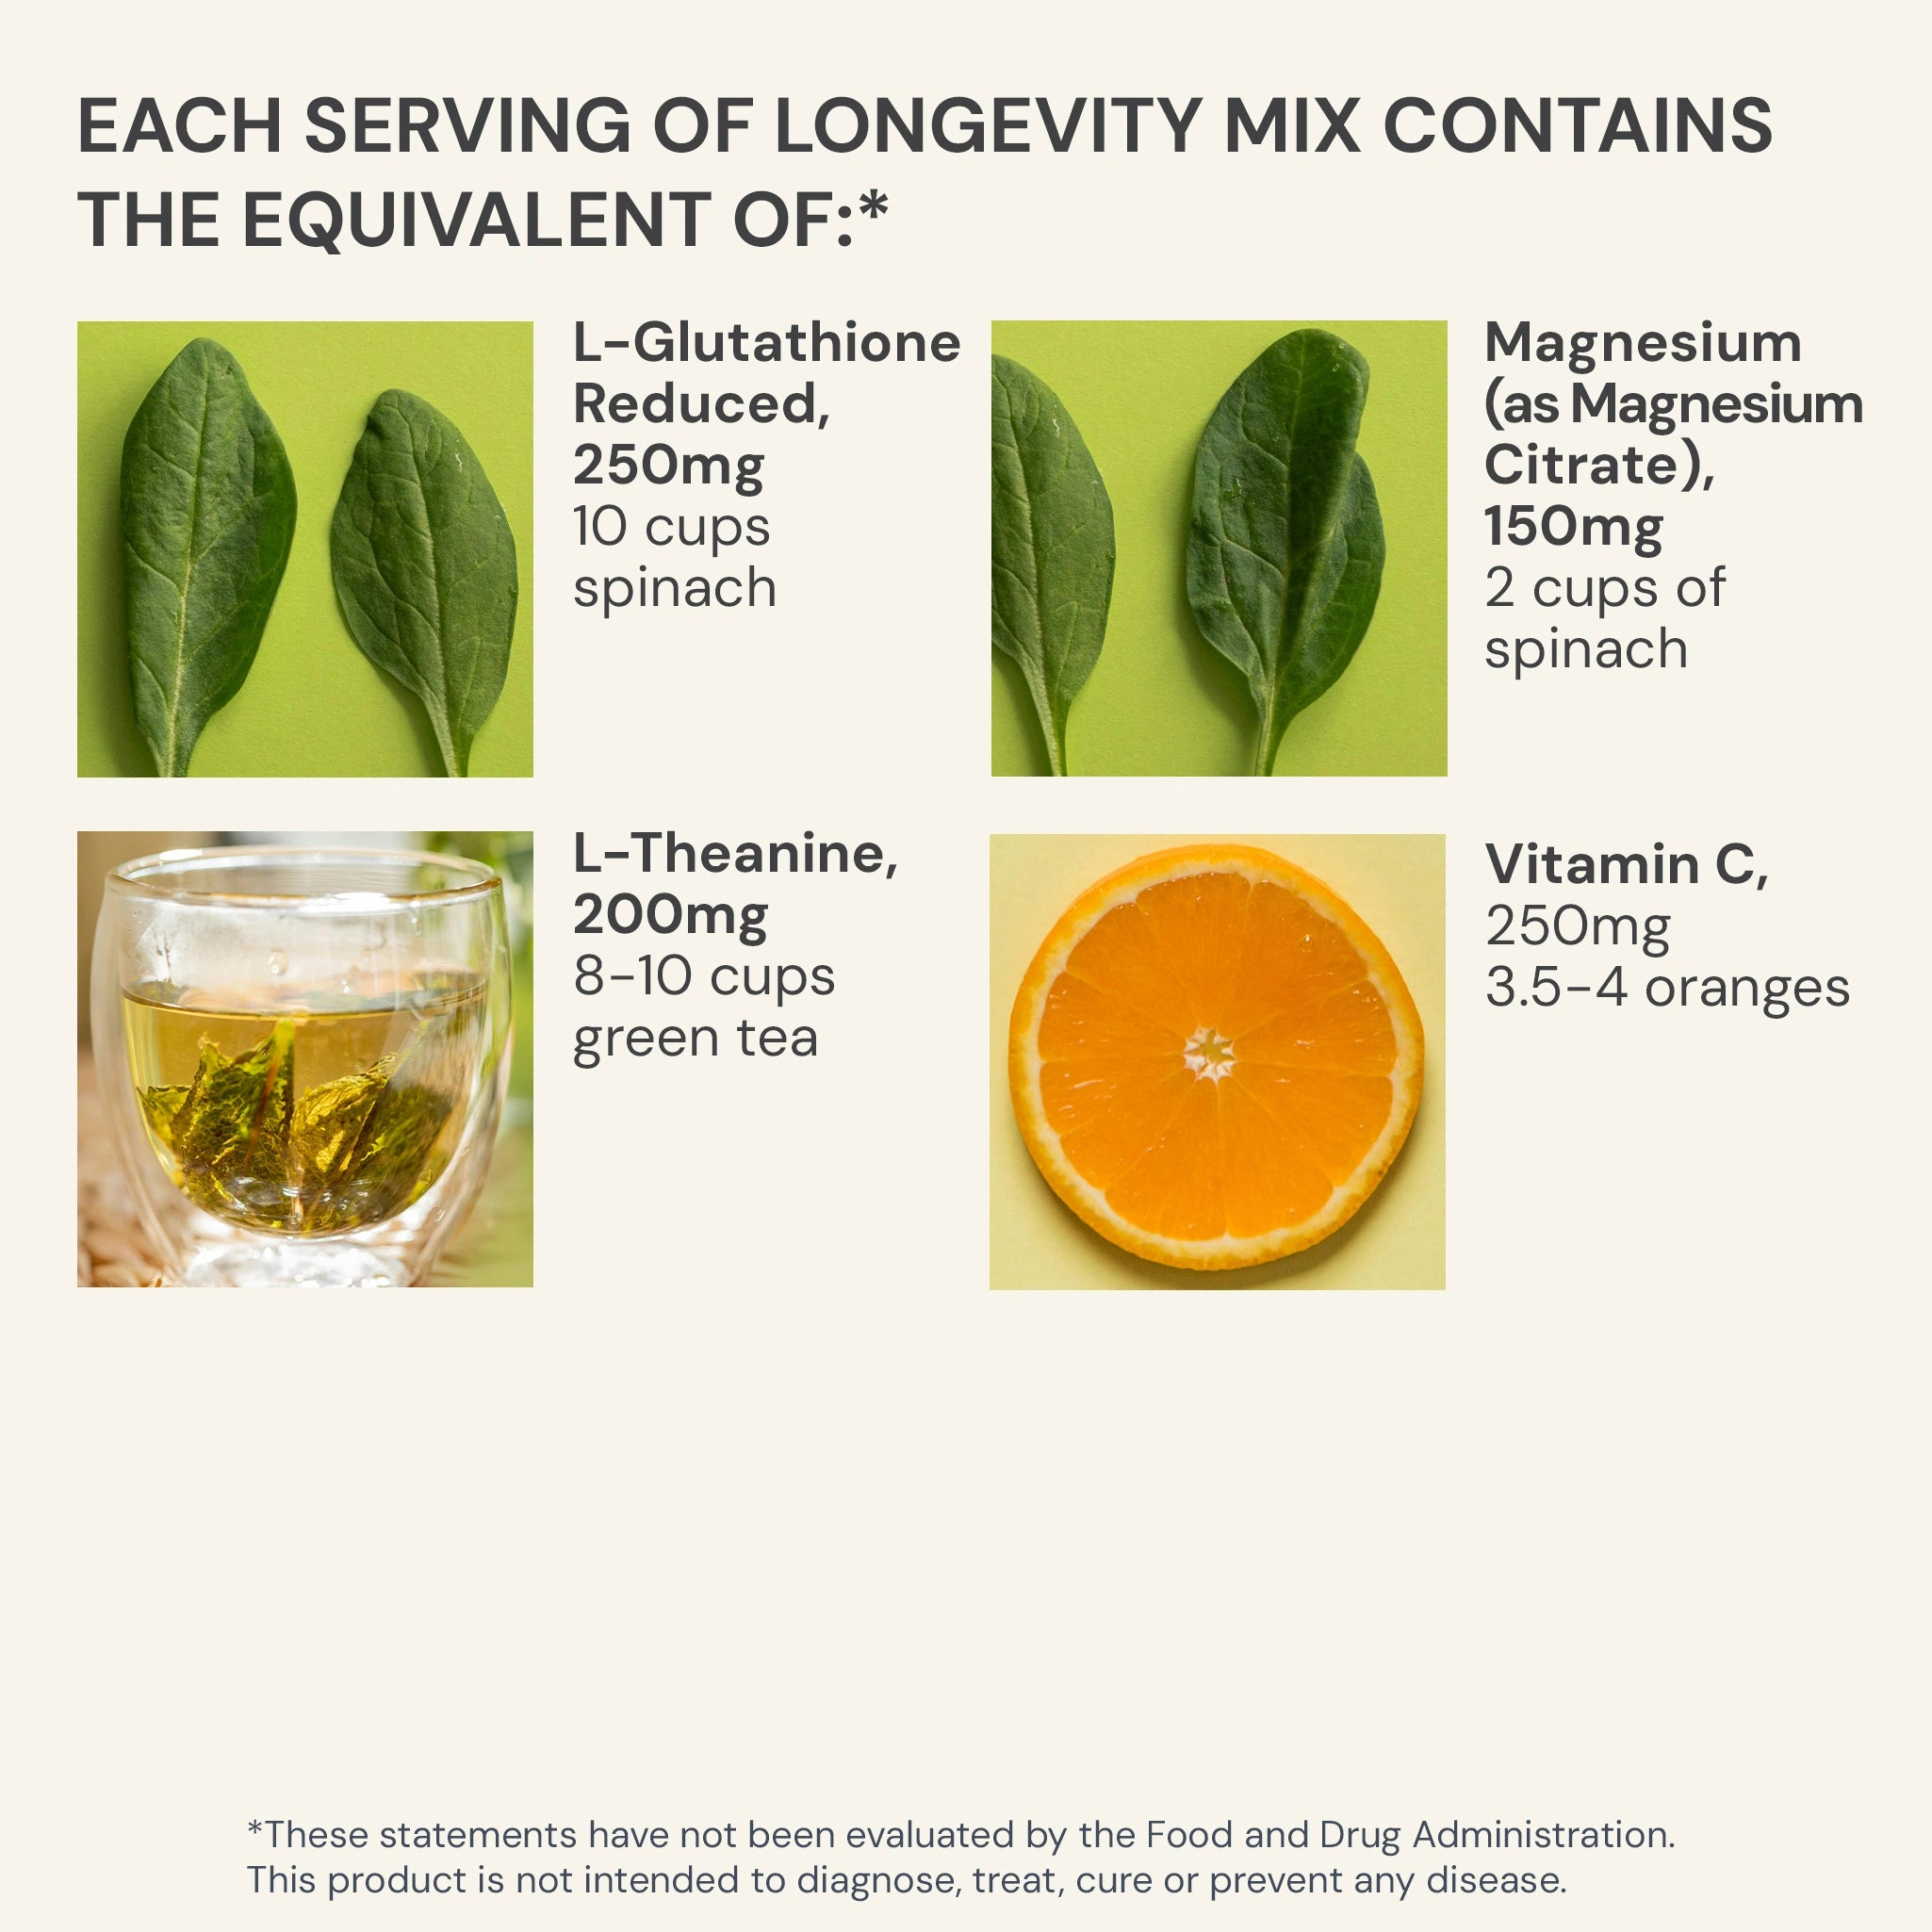 EACH SERVING OF LONGEVITY MIX CONTAINS
THE EQUIVALENT OF:*
L-Glutathione
Reduced,
250mg
10 cups
spinach
Magnesium
(as Magnesium
Citrate),
150mg
2 cups of
spinach
L-Theanine,
200mg
8-10 cups
green tea
Vitamin C,
250mg
3.5-4 oranges
*These statements have not been evaluated by the Food and Drug Administration.
This product is not intended to diagnose, treat, cure or prevent any disease.